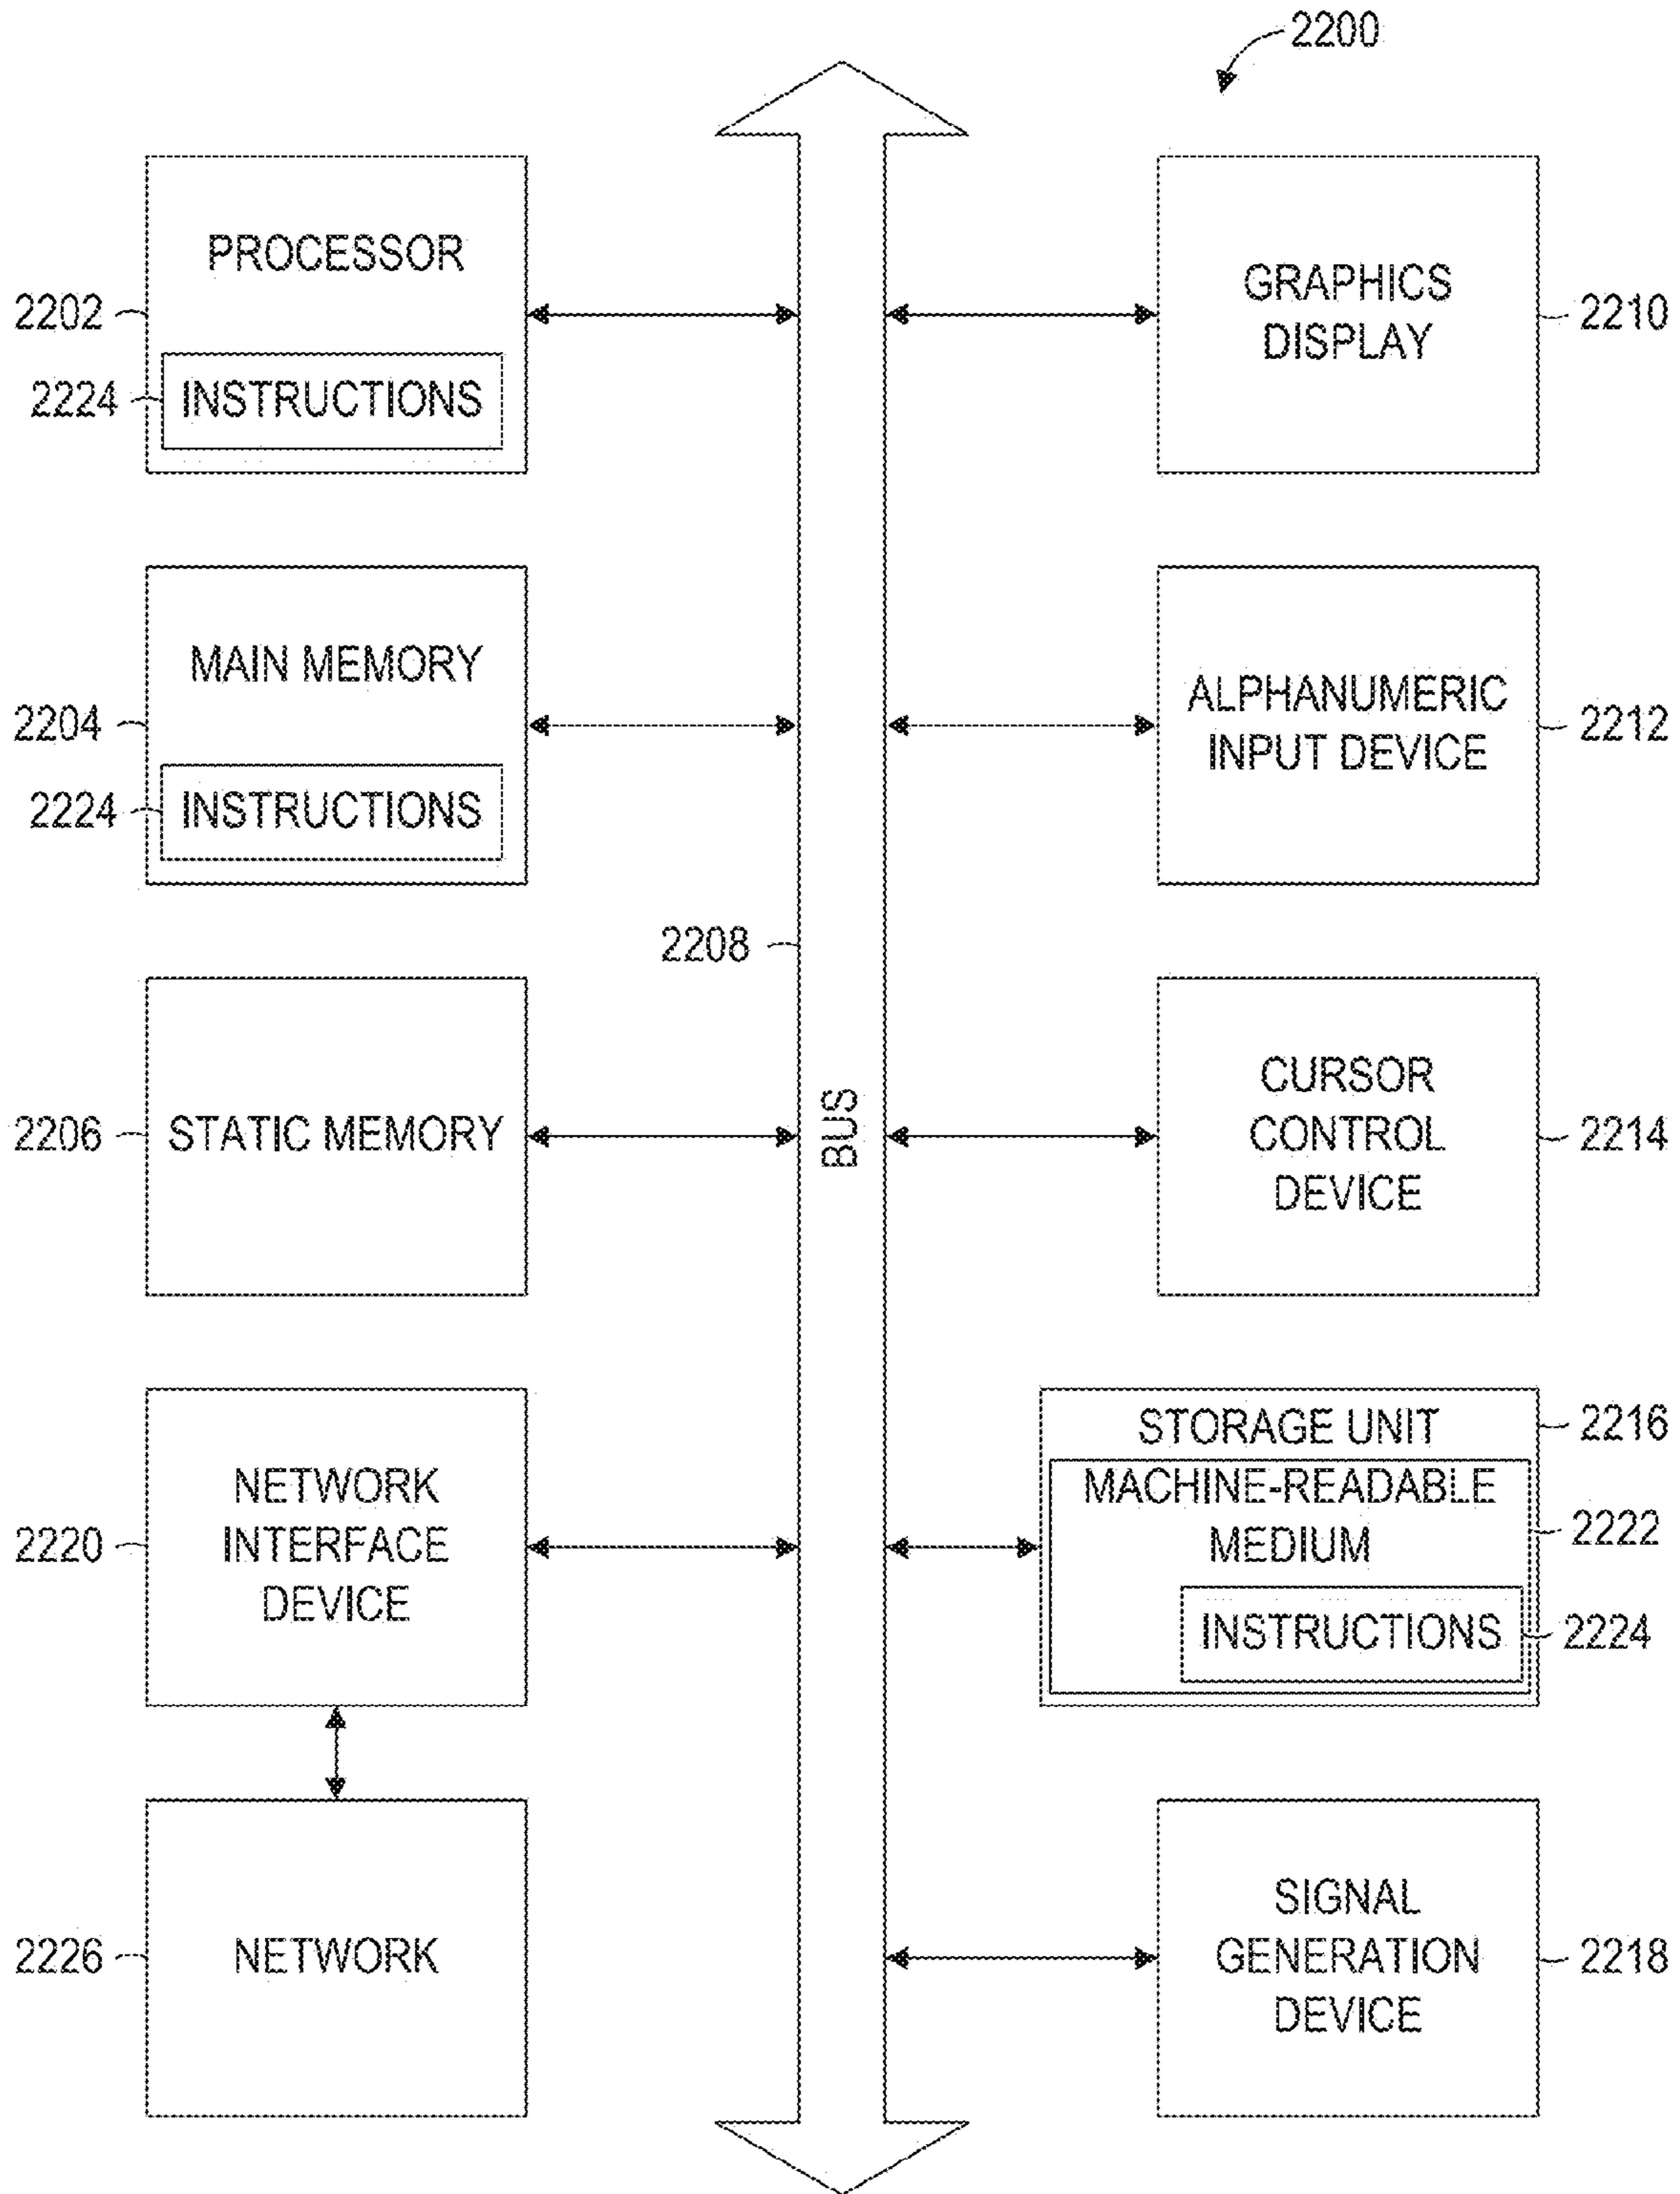 2200
PROCESSOR
2202
2224
INSTRUCTIONS
GRAPHICS
DISPLAY
2210
MAIN MEMORY
2204
2224
INSTRUCTIONS
ALPHANUMERIC
INPUT DEVICE
2212
2208
BUS
2206
STATIC MEMORY
CURSOR
CONTROL
DEVICE
2214
NETWORK
INTERFACE
DEVICE
2220
STORAGE UNIT
2216
MACHINE-READABLE
MEDIUM
2222
INSTRUCTIONS
2224
2226
NETWORK
SIGNAL
GENERATION
DEVICE
2218